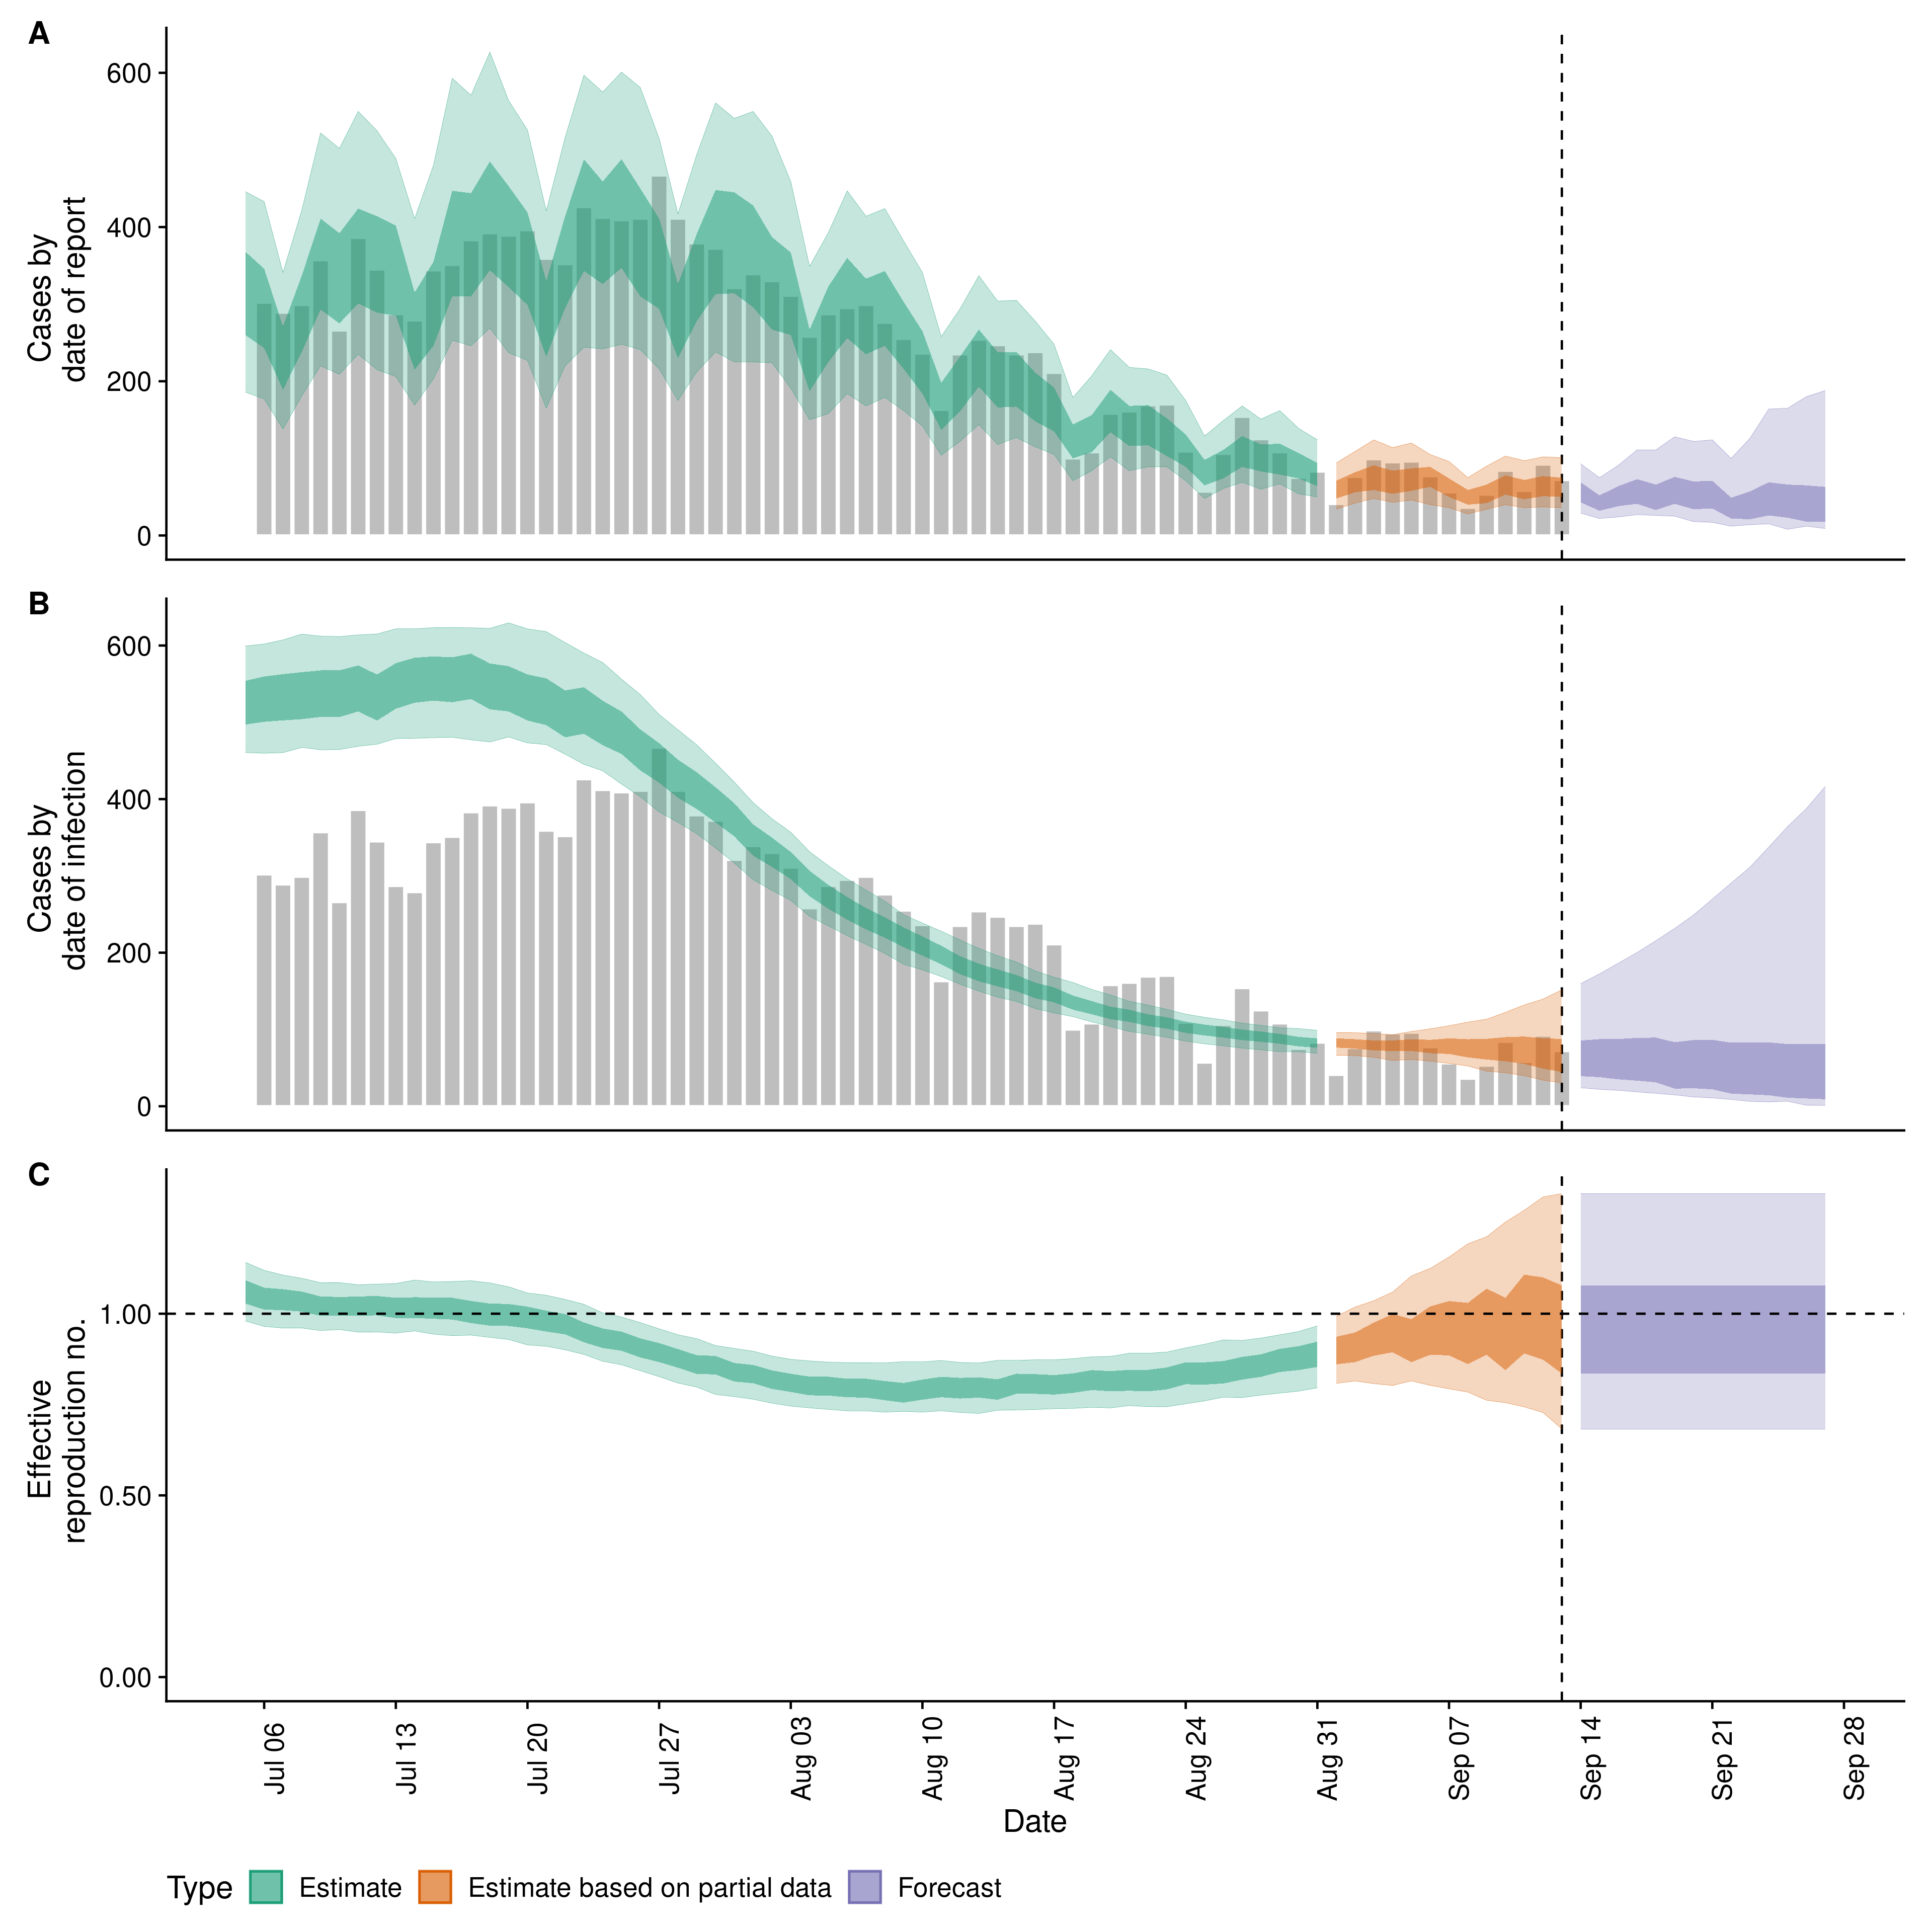 A
Cases by
date of report
600
400
200
0
B
Cases by
date of infection
600
400
200
0
C
Effective
reproduction no.
1.00
0.50
0.00
Jul 06
Jul 13
Jul 20
Jul 27
Aug 03
Aug 10
Aug 17
Aug 24
Aug 31
Sep 07
Sep 14
Sep 21
Sep 28
Date
Type Estimate Estimate based on partial data Forecast